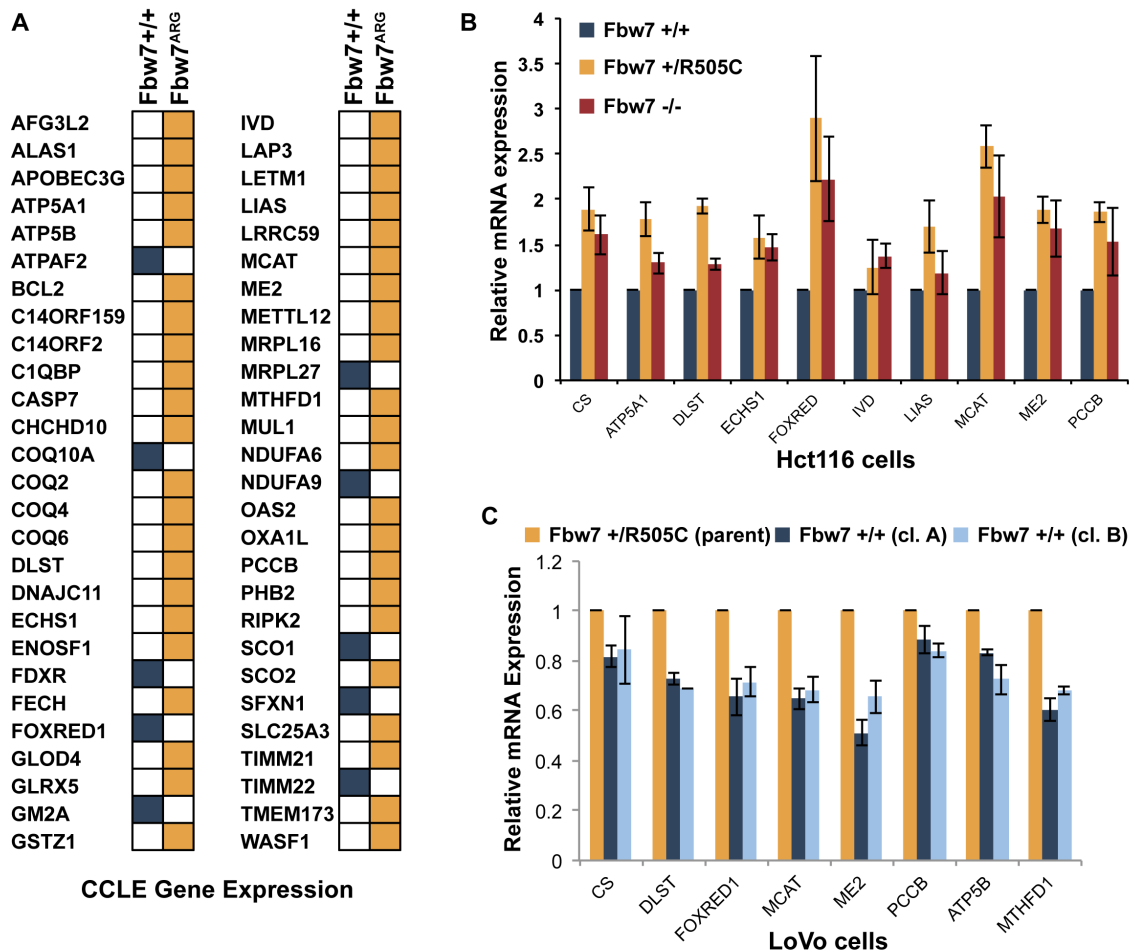 A
Fbw7+/+
Fbw7ARG
Fbw7+/+
Fbw7ARG
AFG3L2
ALAS1
APOBEC3G
ATP5A1
ATP5B
ATPAF2
BCL2
C14ORF159
C14ORF2
C1QBP
CASP7
CHCHD10
COQ10A
COQ2
COQ4
COQ6
DLST
DNAJC11
ECHS1
ENOSF1
FDXR
FECH
FOXRED1
GLOD4
GLRX5
GM2A
GSTZ1
IVD
LAP3
LETM1
LIAS
LRRC59
MCAT
ME2
METTL12
MRPL16
MRPL27
MTHFD1
MUL1
NDUFA6
NDUFA9
OAS2
OXA1L
PCCB
PHB2
RIPK2
SCO1
SCO2
SFXN1
SLC25A3
TIMM21
TIMM22
TMEM173
WASF1
CCLE Gene Expression
B
Fbw7 +/+
Fbw7 +/R505C
Fbw7 -/-
Relative mRNA expression
4
3.5
3
2.5
2
1.5
1
0.5
0
CS
ATP5A1
DLST
ECHS1
FOXRED
IVD
LIAS
MCAT
ME2
PCCB
Hct116 cells
C
Fbw7 +/R505C (parent) Fbw7 +/+ (cl. A) Fbw7 +/+ (cl. B)
Relative mRNA Expression
1.2
1
0.8
0.6
0.4
0.2
0
CS
DLST
FOXRED1
MCAT
ME2
PCCB
ATP5B
MTHFD1
LoVo cells